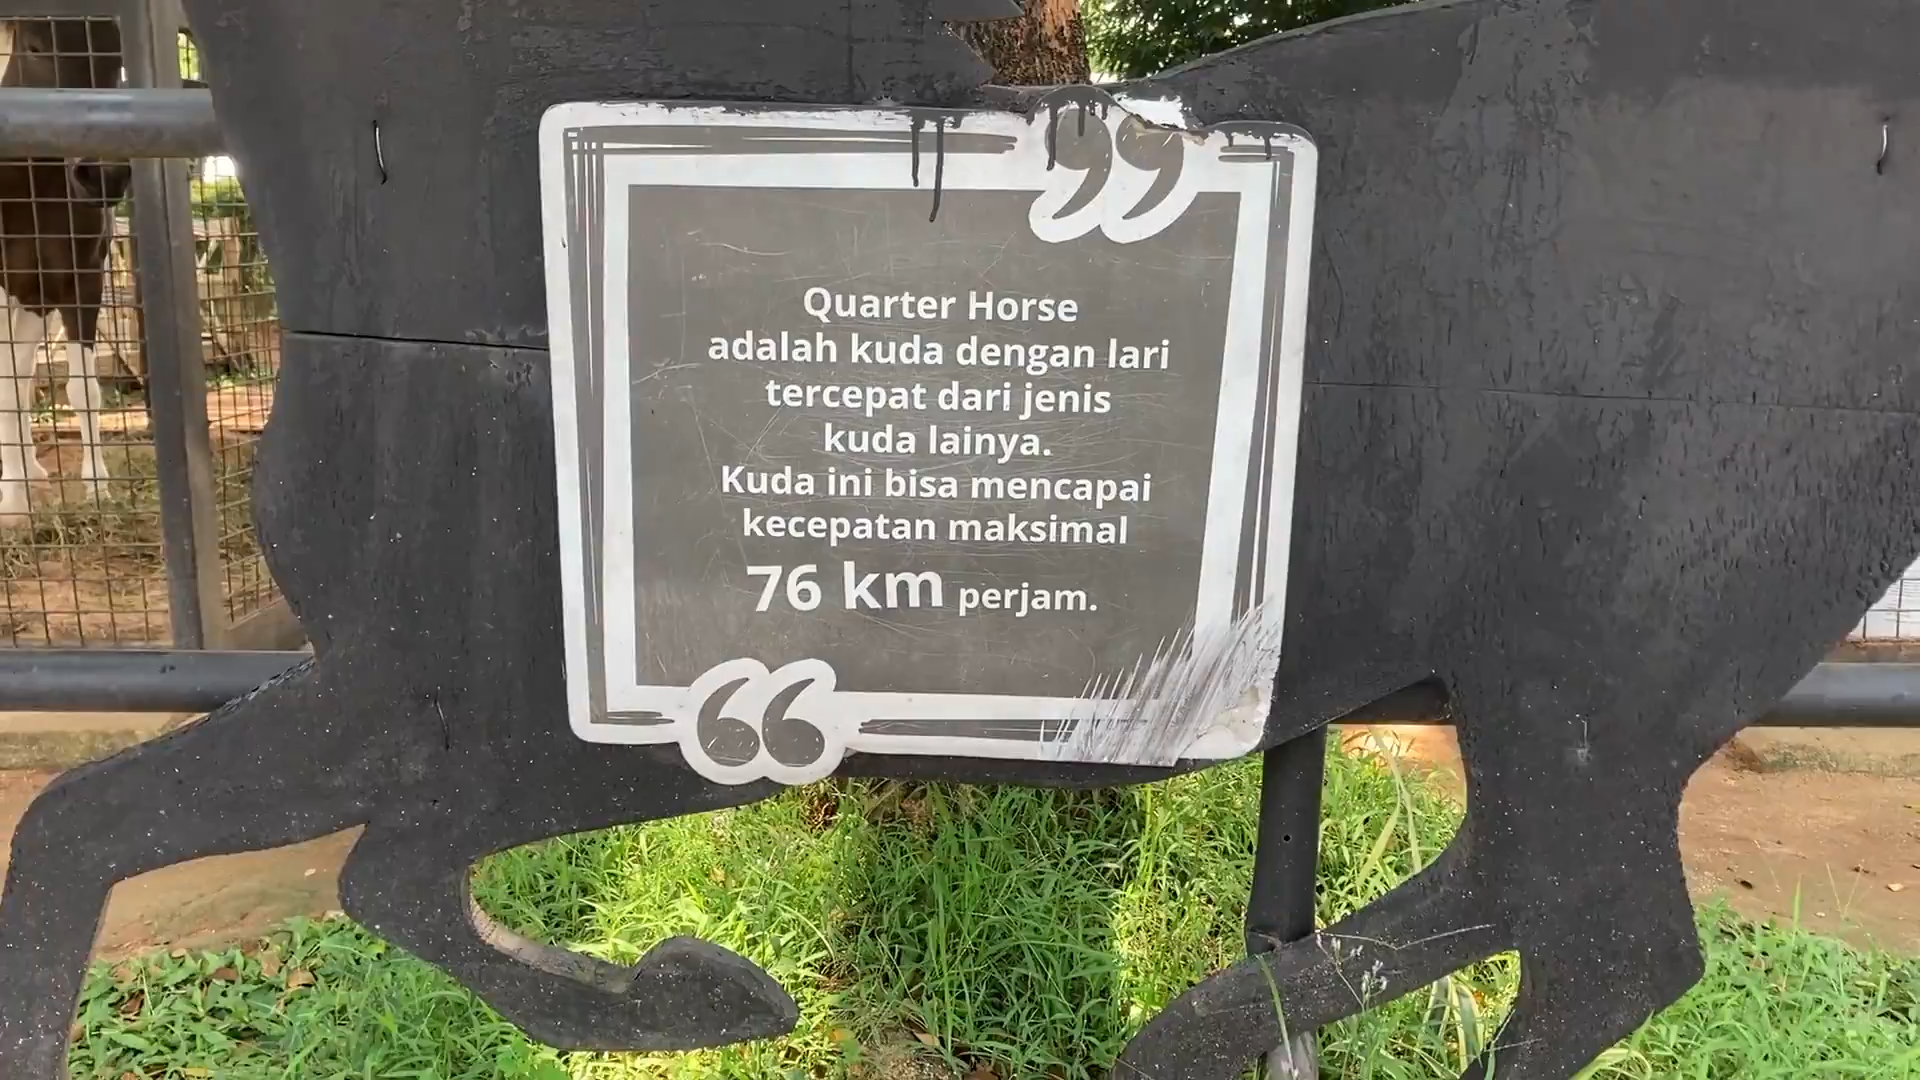 Quarter Horse
adalah kuda dengan lari
tercepat dari jenis
kuda lainya.
Kuda ini bisa mencapai
kecepatan maksimal
76 km perjam.